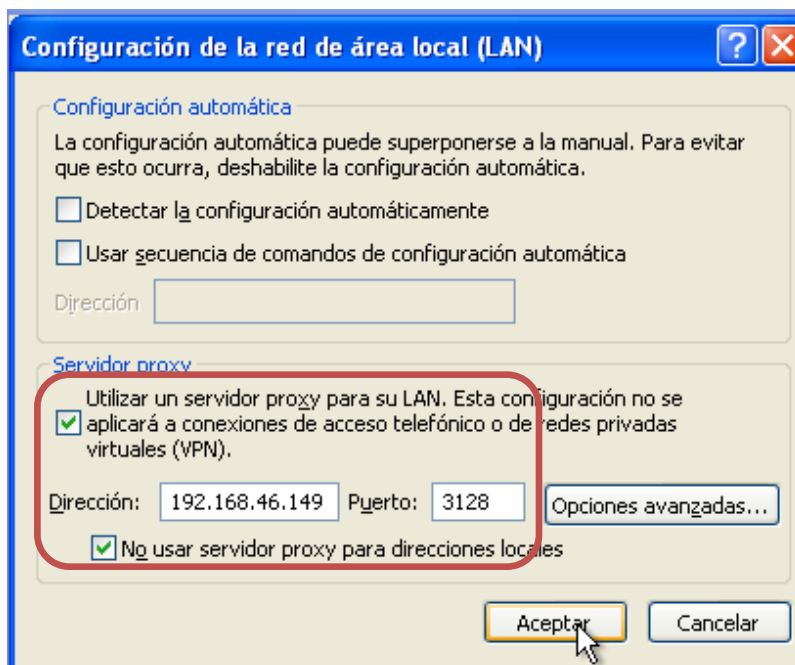 Configuración de la red de área local (LAN)
Configuración automática
La configuración automática puede superponerse a la manual. Para evitar
que esto ocurra, deshabilite la configuración automática.
Detectar la configuración automáticamente
Usar secuencia de comandos de configuración automática
Dirección
Servidor proxy
Utilizar un servidor proxy para su LAN. Esta configuración no se
aplicará a conexiones de acceso telefónico o de redes privadas
virtuales (VPN).
Dirección: 192.168.46.149 Puerto: 3128 Opciones avanzadas...
No usar servidor proxy para direcciones locales
Aceptar Cancelar